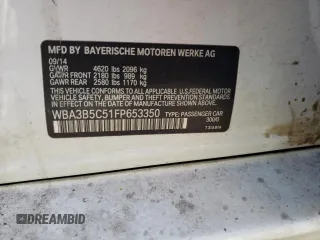 MFD BY BAYERISCHE MOTOREN WERKE AG
09/14
GVWR 4620 lbs 2096 kg
GAWR FRONT 2180 lbs 989 kg
GAWR REAR 2580 lbs 1170 kg
THIS VEHICLE CONFORMS TO ALL APPLICABLE FEDERAL MOTOR
VEHICLE SAFETY, BUMPER, AND THEFT PREVENTION STANDARDS IN
EFFECT ON THE DATE OF MANUFACTURE SHOWN ABOVE.
WBA3B5C51FP653350 TYPE: PASSENGER CAR
DREAMBID